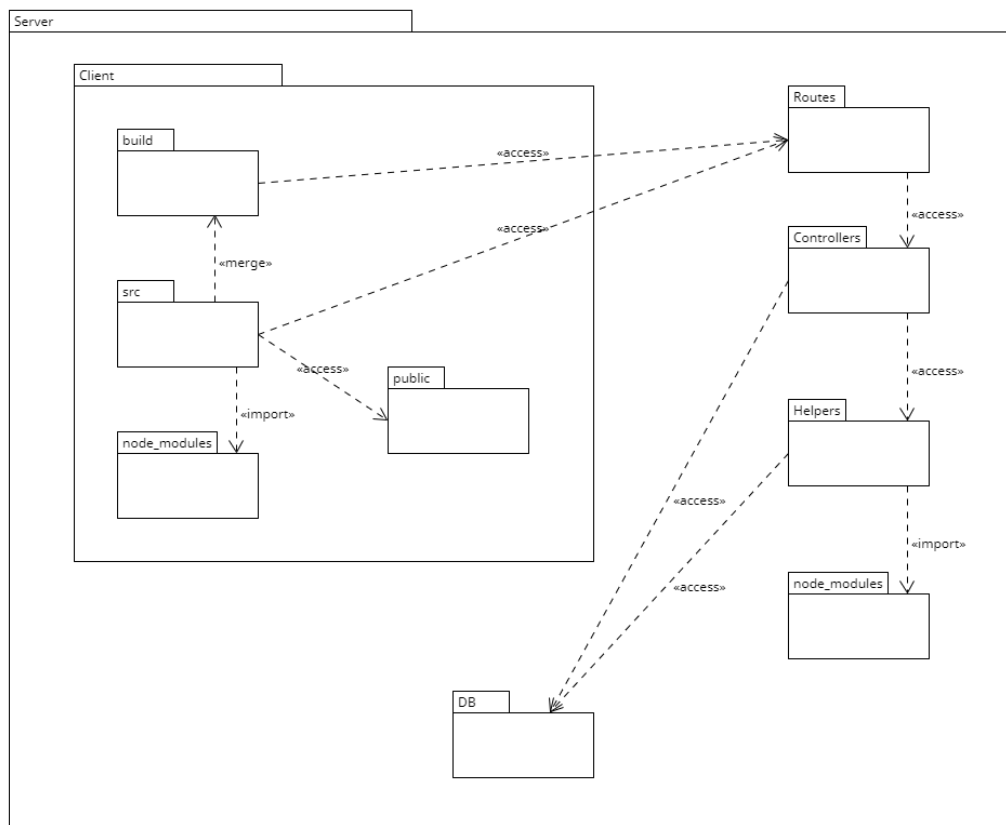 Server
Client
Routes
build
«access»
«access»
«access»
Controllers
«merge»
src
«access»
public
«access»
Helpers
«import»
node_modules
«access»
«import»
node_modules
«access»
DB